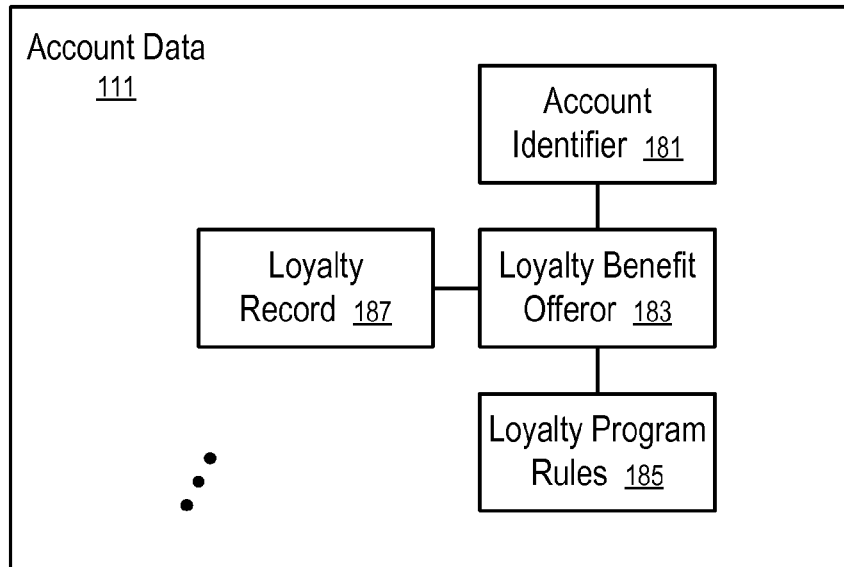 Account Data
111
Account
Identifier 181
Loyalty
Record 187
Loyalty Benefit
Offeror 183
Loyalty Program
Rules 185